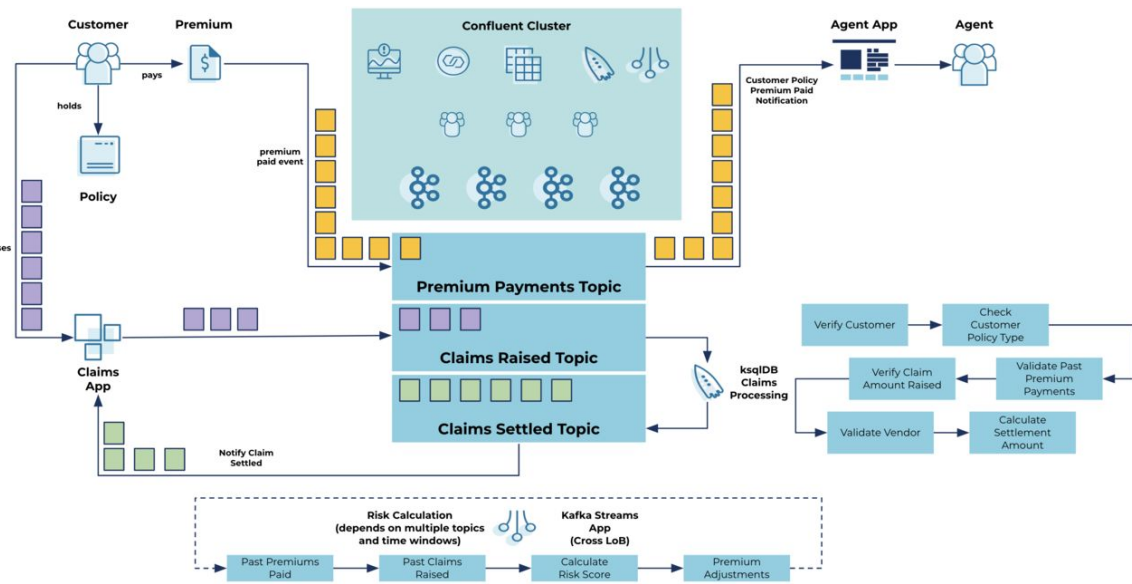 Customer
Premium
Confluent Cluster
Agent App
Agent
pays
holds
Customer Policy
Premium Paid
Notification
premium
paid event
Policy
Premium Payments Topic
Claims Raised Topic
Claims
App
ksqlDB
Claims
Processing
Claims Settled Topic
Notify Claim
Settled
Verify Customer
Check
Customer
Policy Type
Verify Claim
Amount Raised
Validate Past
Premium
Payments
Validate Vendor
Calculate
Settlement
Amount
Risk Calculation
(depends on multiple topics
and time windows)
Kafka Streams
App
(Cross LoB)
Past Premiums
Paid
Past Claims
Raised
Calculate
Risk Score
Premium
Adjustments